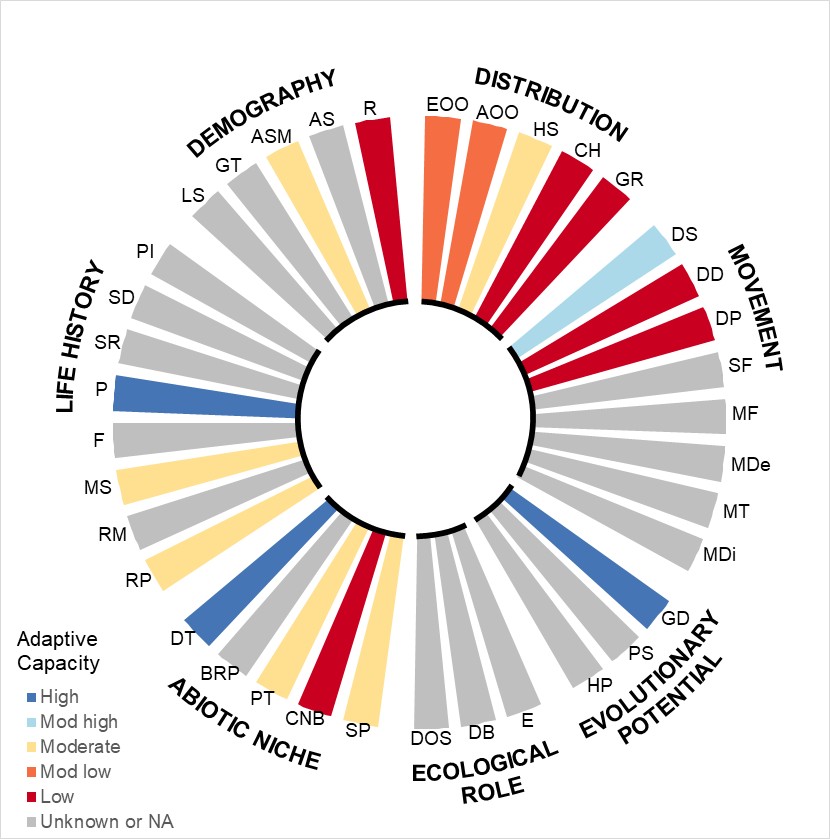 DISTRIBUTION
EOO
AOO
HS
CH
GR
MOVEMENT
DS
DD
DP
SF
MF
MDe
MT
MDi
EVOLUTIONARY
POTENTIAL
GD
PS
HP
ECOLOGICAL
ROLE
E
DB
DOS
ABIOTIC NICHE
SP
CNB
PT
BRP
DT
LIFE HISTORY
RP
RM
MS
F
P
SR
SD
PI
DEMOGRAPHY
LS
GT
ASM
AS
R
Adaptive
Capacity
High
Mod high
Moderate
Mod low
Low
Unknown or NA